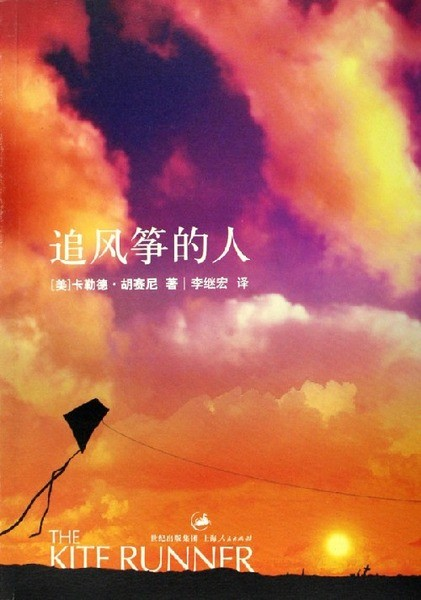 追风筝的人
[美]卡勒德·胡赛尼 著|李继宏 译
世纪出版集团 上海人民出版社
THE
KITE RUNNER